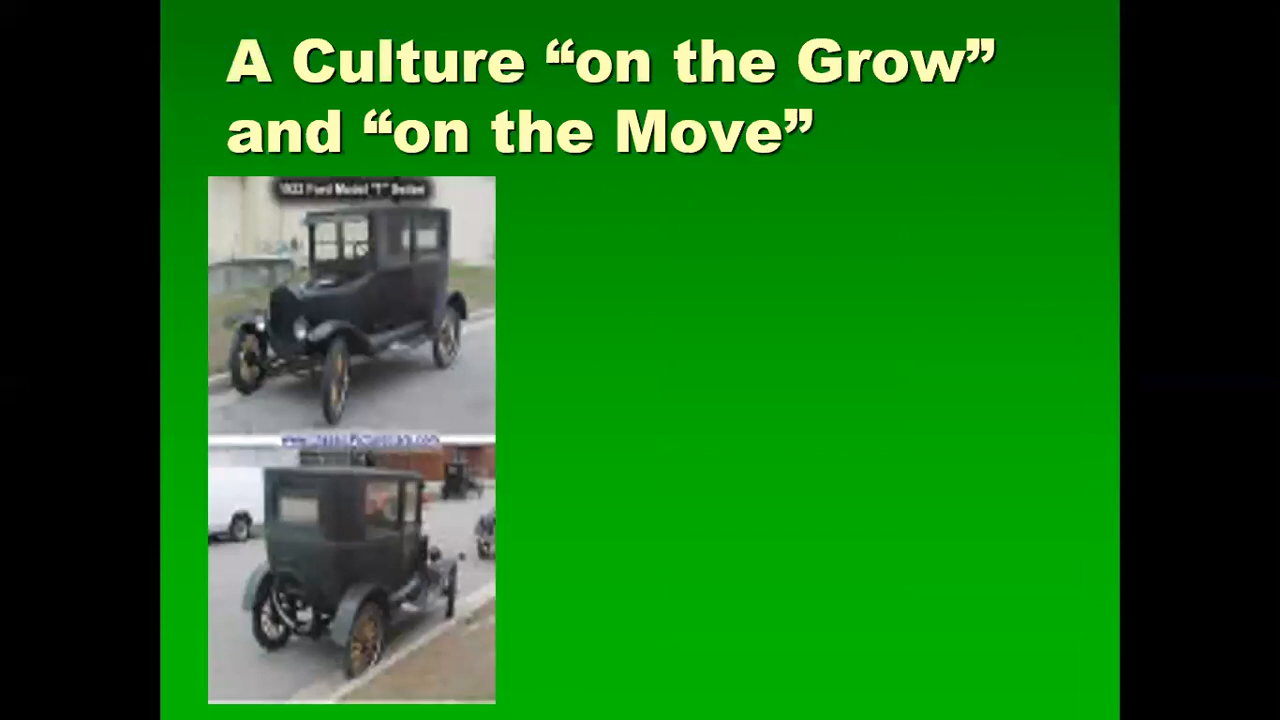 A Culture “on the Grow”
and “on the Move”
Ford Model "T" Sedan